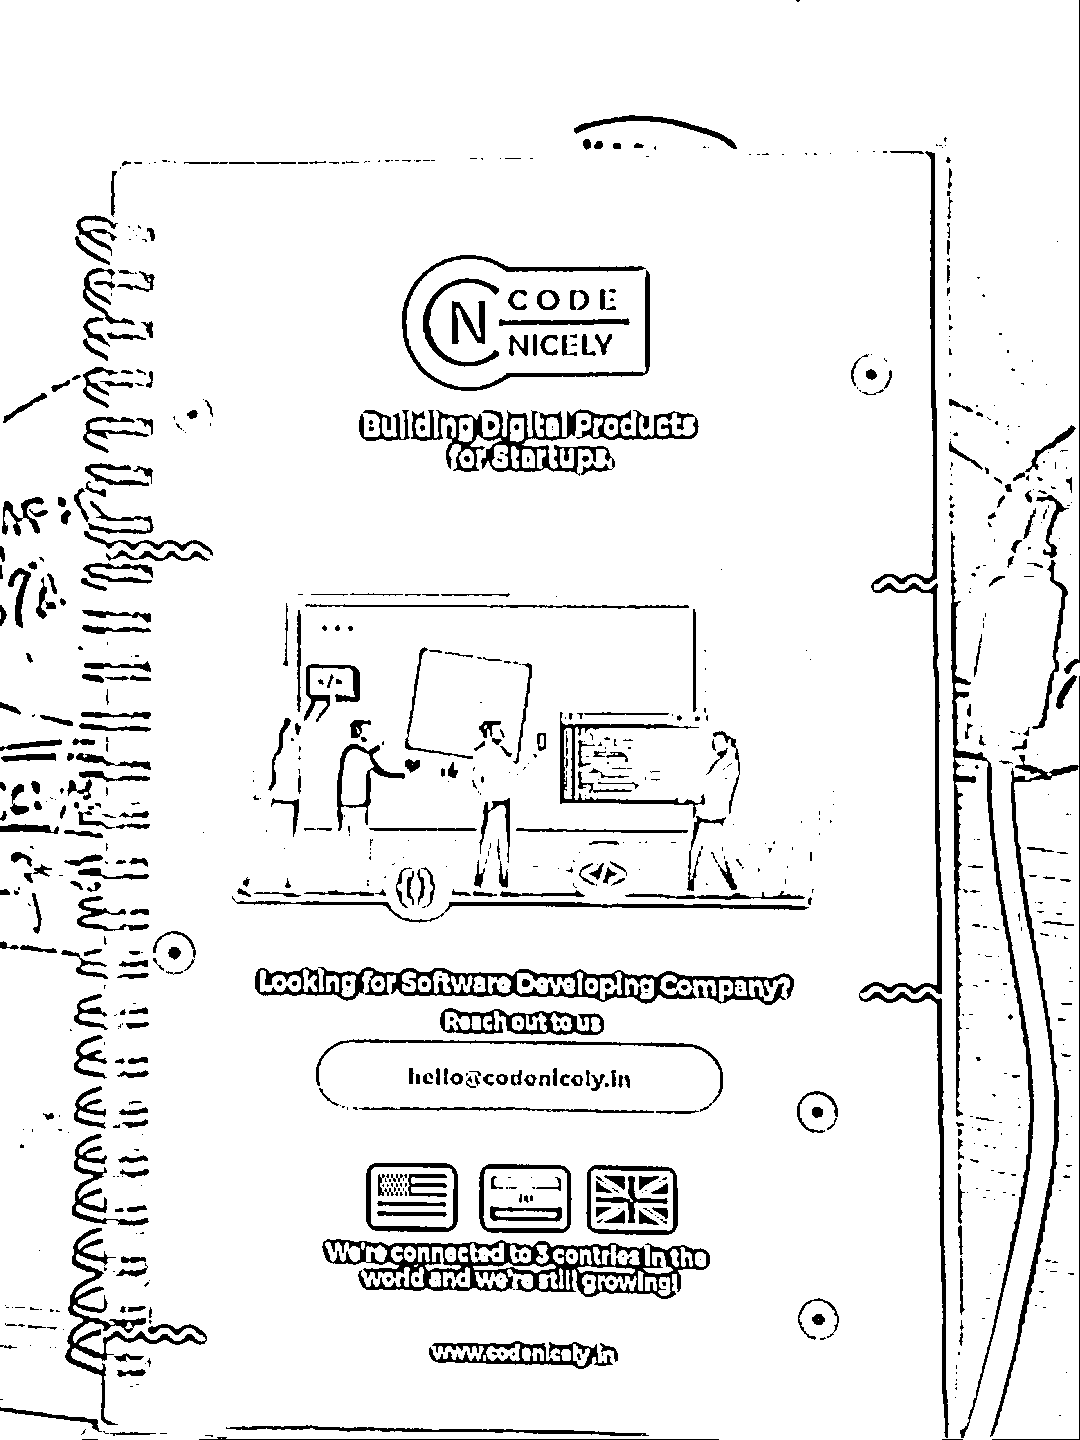 CODE
NICELY
Building Digital Products
for Startups.
</>
Looking for Software Developing Company?
Reach out to us
hello@codenicely.in
We're connected to 3 contries in the
world and we're still growing!
www.codenicely.in